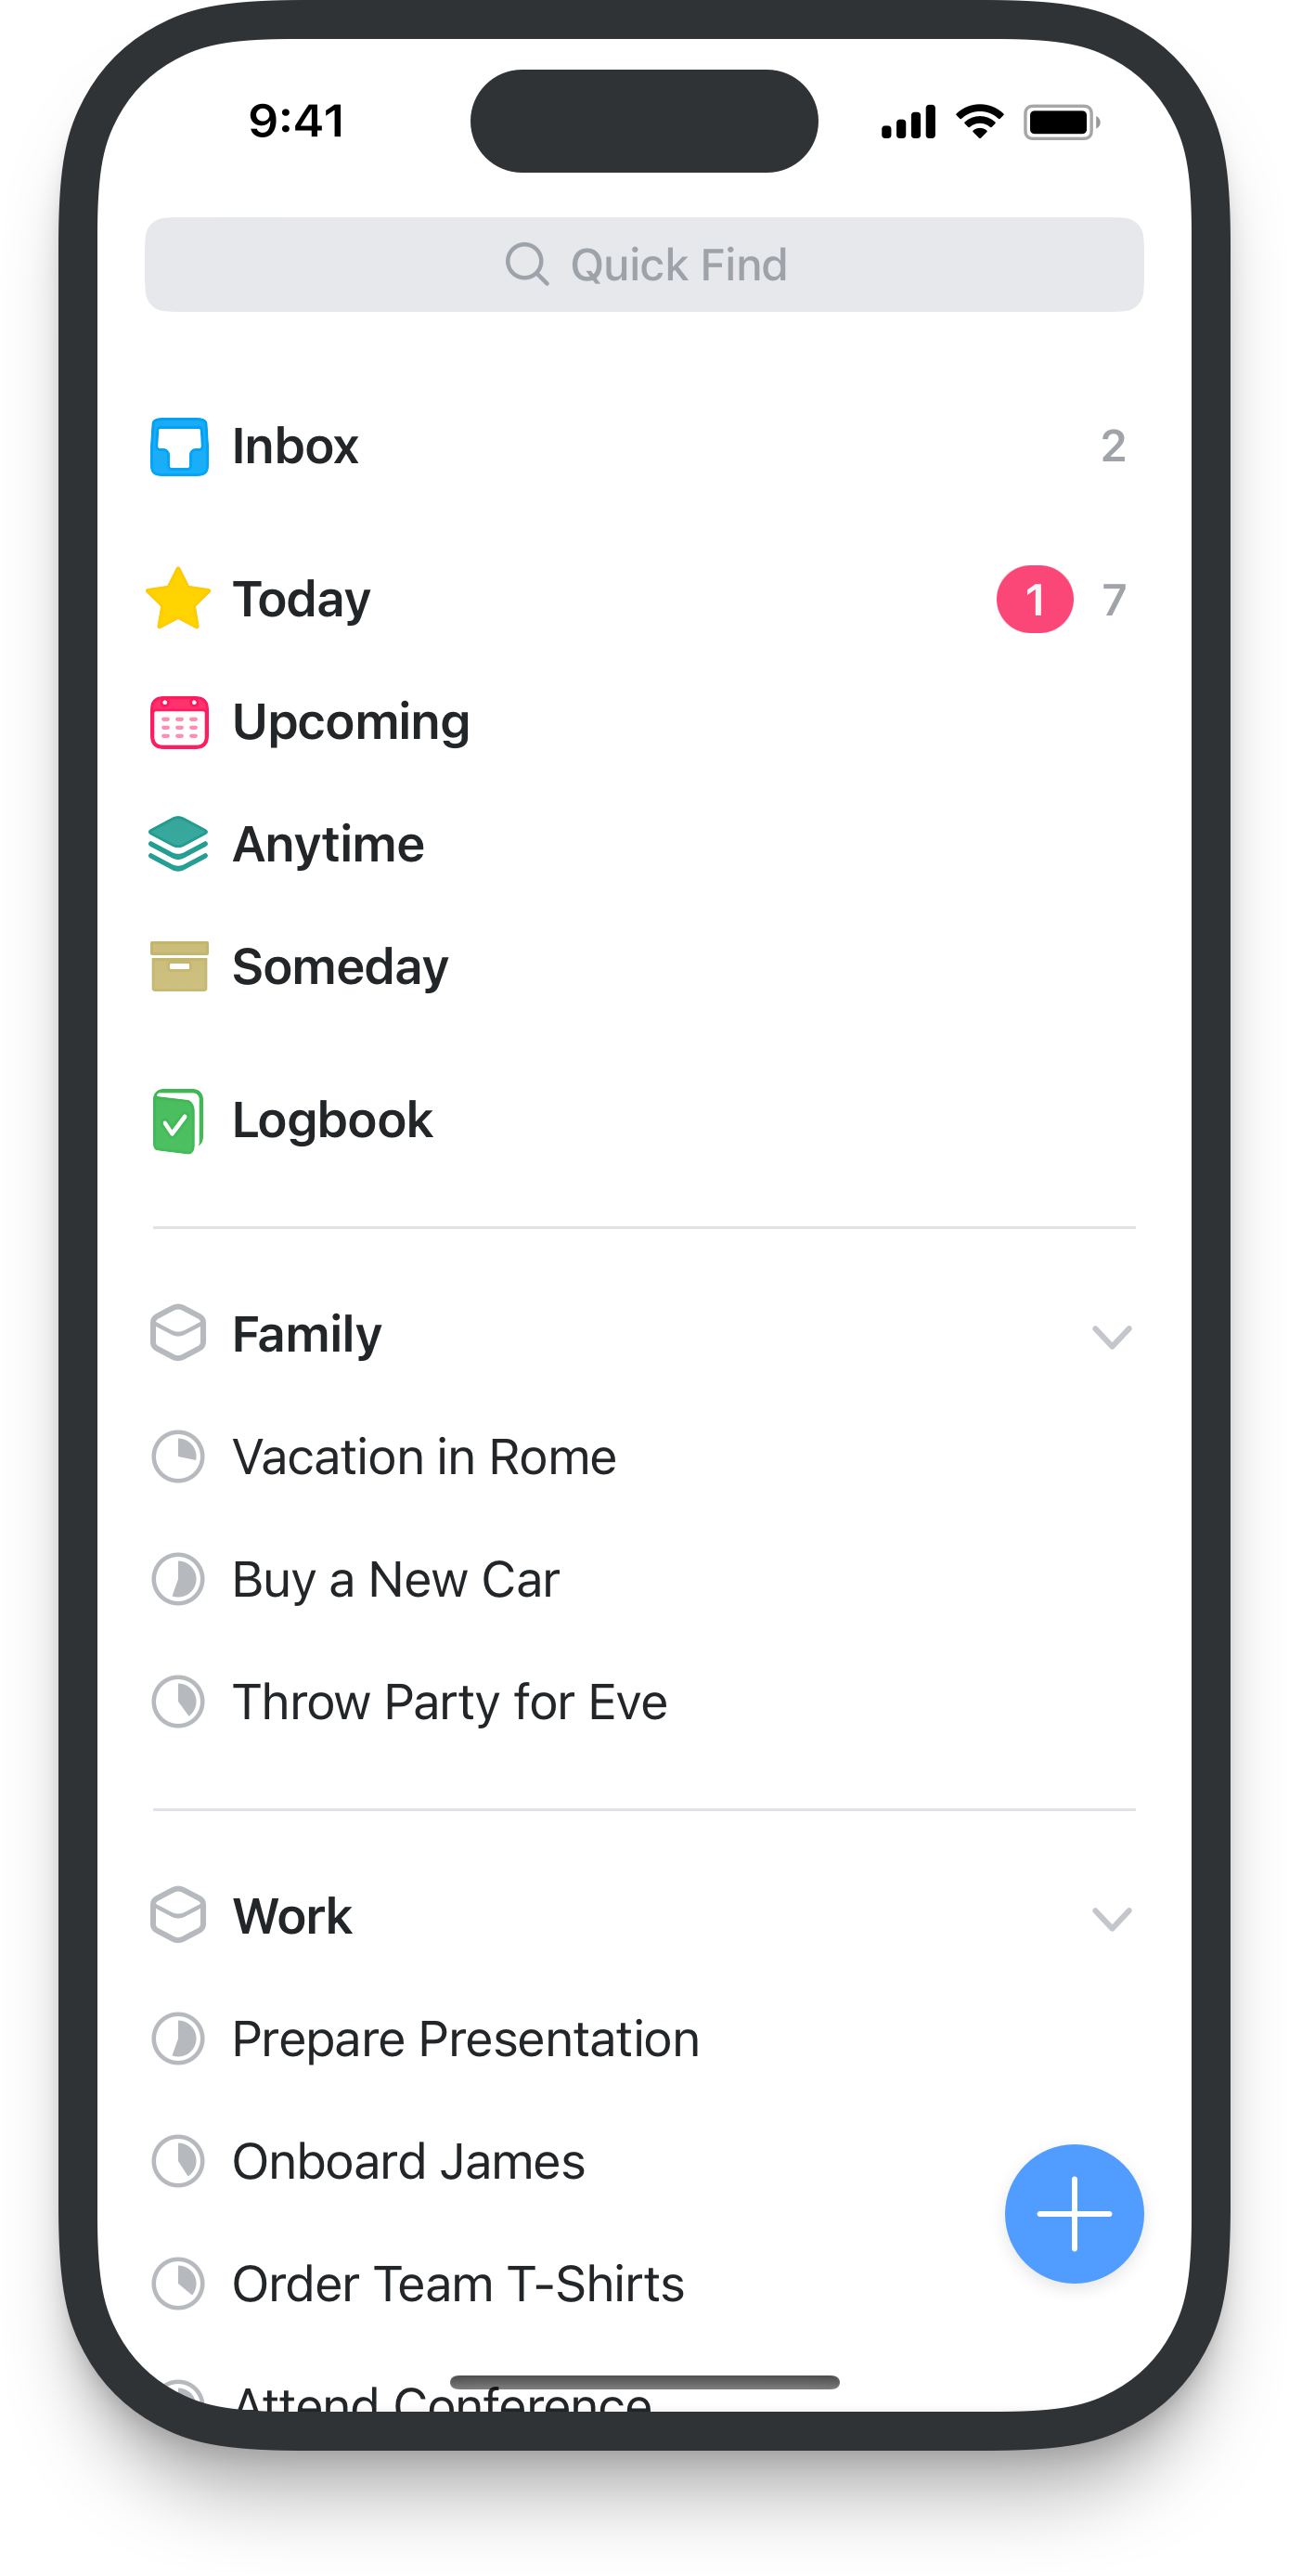 9:41
Quick Find
Inbox 2
Today 1 7
Upcoming
Anytime
Someday
Logbook
Family
Vacation in Rome
Buy a New Car
Throw Party for Eve
Work
Prepare Presentation
Onboard James
Order Team T-Shirts
Attend Conference